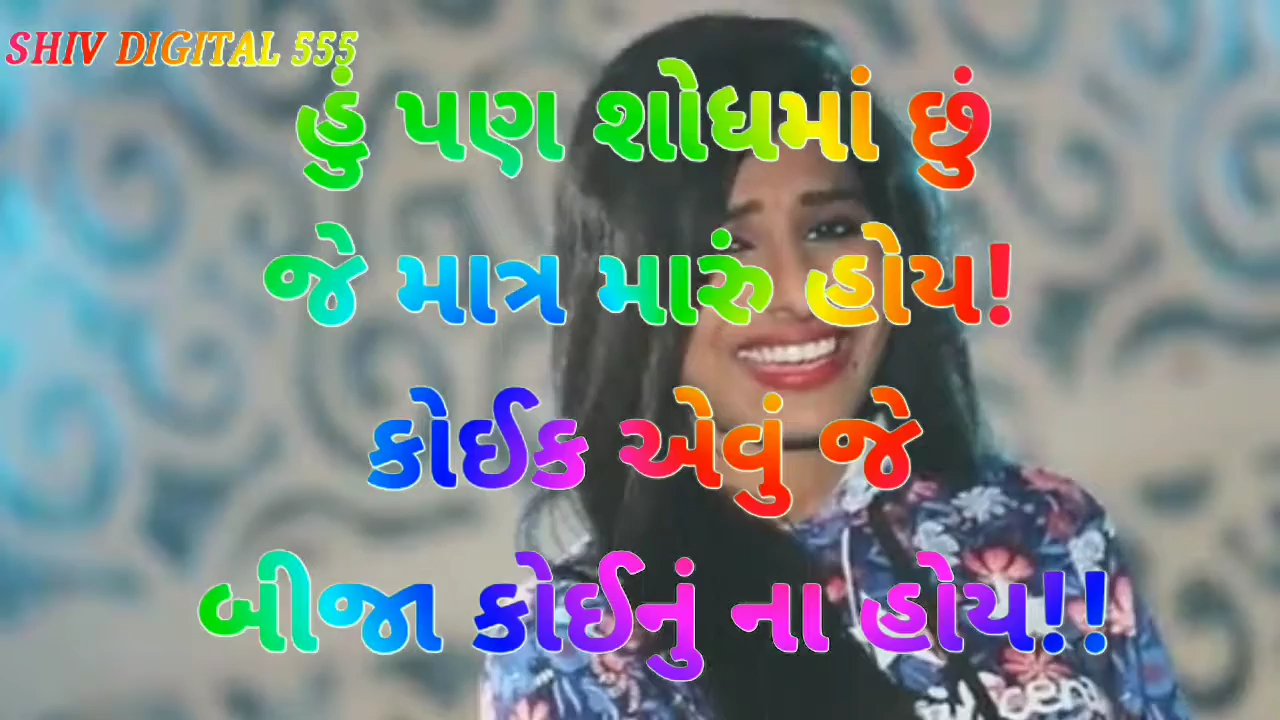 SHIV DIGITAL 555
હું પણ શોધમાં છું
જે માત્ર મારું હોય!
કોઈક એવું જે
બીજા કોઈનું ના હોય!!